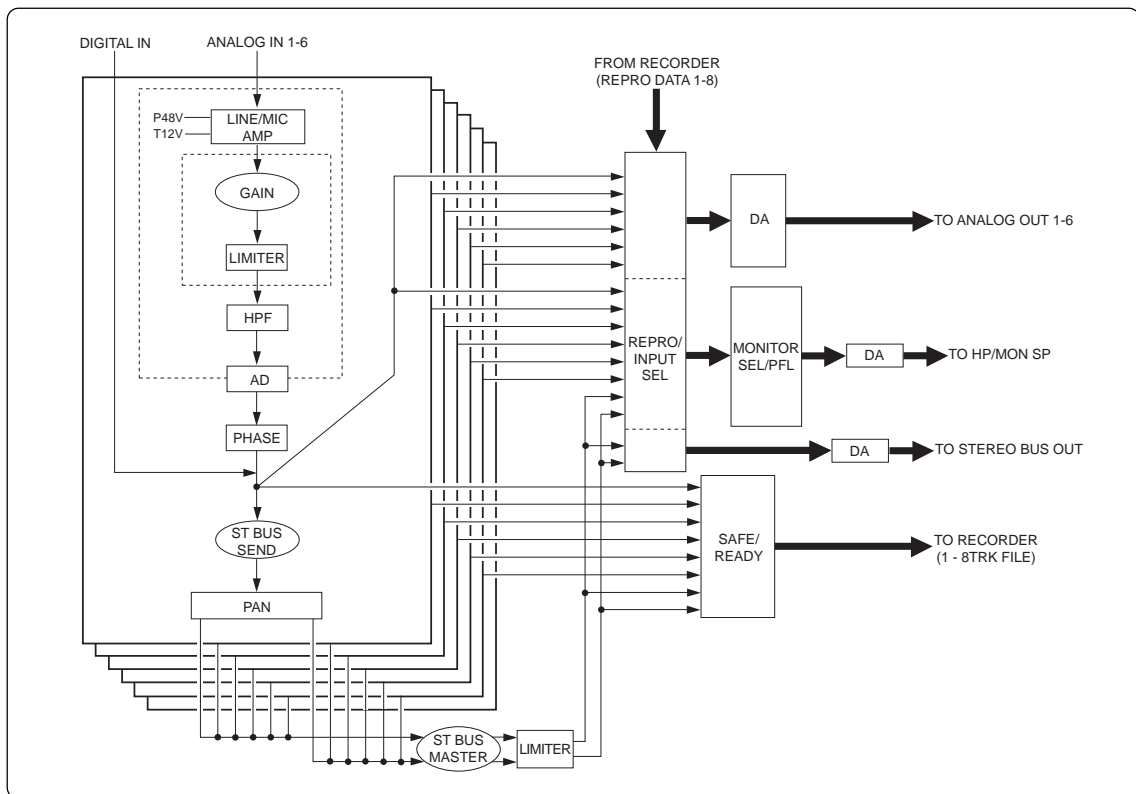 DIGITAL IN
ANALOG IN 1-6
P48V
T12V
LINE/MIC
AMP
GAIN
LIMITER
HPF
AD
PHASE
ST BUS
SEND
PAN
ST BUS
MASTER
LIMITER
FROM RECORDER
(REPRO DATA 1-8)
REPRO/
INPUT
SEL
DA
TO ANALOG OUT 1-6
MONITOR
SEL/PFL
DA
TO HP/MON SP
DA
TO STEREO BUS OUT
SAFE/
READY
TO RECORDER
(1 - 8TRK FILE)